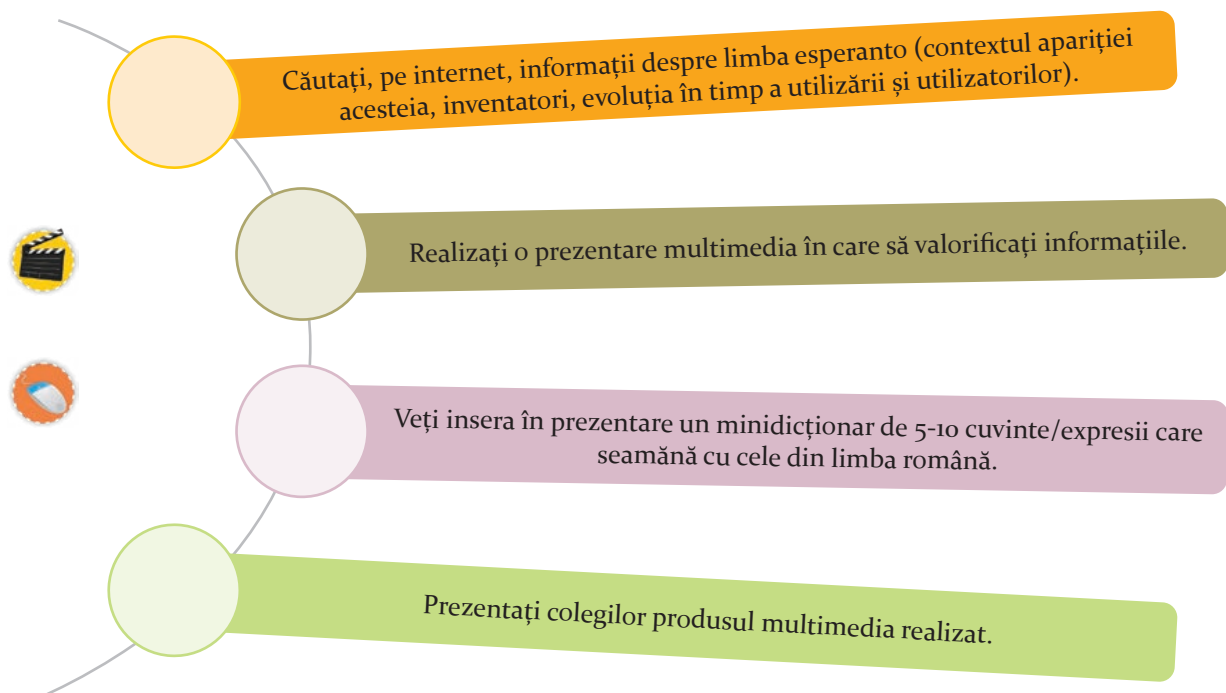 Căutați, pe internet, informații despre limba esperanto (contextul apariției
acesteia, inventatori, evoluția în timp a utilizării și utilizatorilor).
Realizați o prezentare multimedia în care să valorificați informațiile.
Veți insera în prezentare un minidicționar de 5-10 cuvinte/expresii care
seamănă cu cele din limba română.
Prezentați colegilor produsul multimedia realizat.